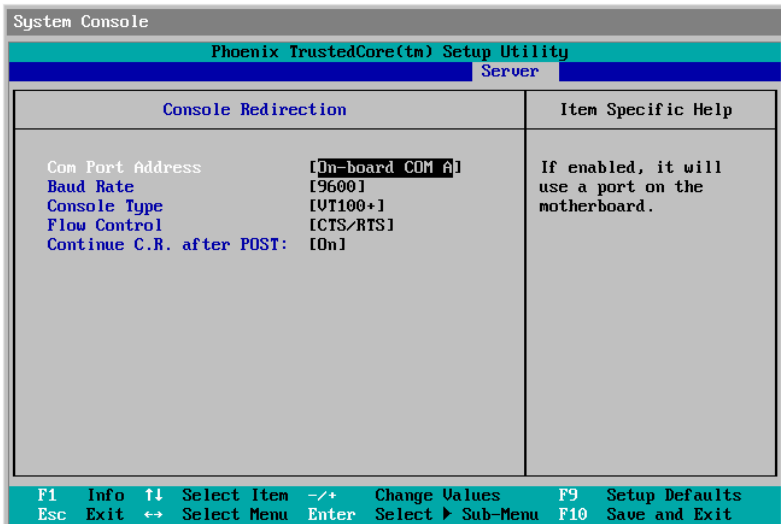 System Console
Phoenix TrustedCore(tm) Setup Utility
Server
Console Redirection
Item Specific Help
Com Port Address [On-board COM A]
Baud Rate [9600]
Console Type [VT100+]
Flow Control [CTS/RTS]
Continue C.R. after POST: [On]
If enabled, it will
use a port on the
motherboard.
F1 Info ↑↓ Select Item -/+ Change Values F9 Setup Defaults
Esc Exit ↔ Select Menu Enter Select ▶ Sub-Menu F10 Save and Exit